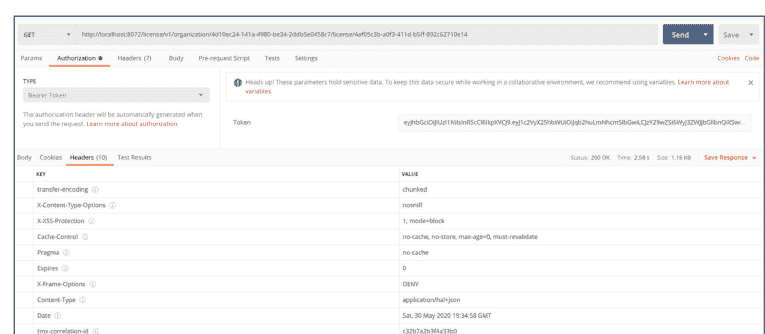 GET http://localhost:8072/license/v1/organization/4d10ec24-141a-4980-be34-2ddb5e0458c7/license/4af05c3b-a0f3-411d-b5ff-892c62710e14 Send Save
Params Authorization Headers (7) Body Pre-request Script Tests Settings Cookies Code
TYPE
Bearer Token
Heads up! These parameters hold sensitive data. To keep this data secure while working in a collaborative environment, we recommend using variables. Learn more about
variables
The authorization header will be automatically generated when
you send the request. Learn more about authorization
Token
Body Cookies Headers (10) Test Results Status: 200 OK Time: 2.58 s Size: 1.16 KB Save Response
KEY VALUE
transfer-encoding chunked
X-Content-Type-Options nosniff
X-XSS-Protection 1; mode=block
Cache-Control no-cache, no-store, max-age=0, must-revalidate
Pragma no-cache
Expires 0
X-Frame-Options DENY
Content-Type application/hal+json
Date Sat, 30 May 2020 19:34:58 GMT
tmx-correlation-id c32b7a2b3f4a33b0